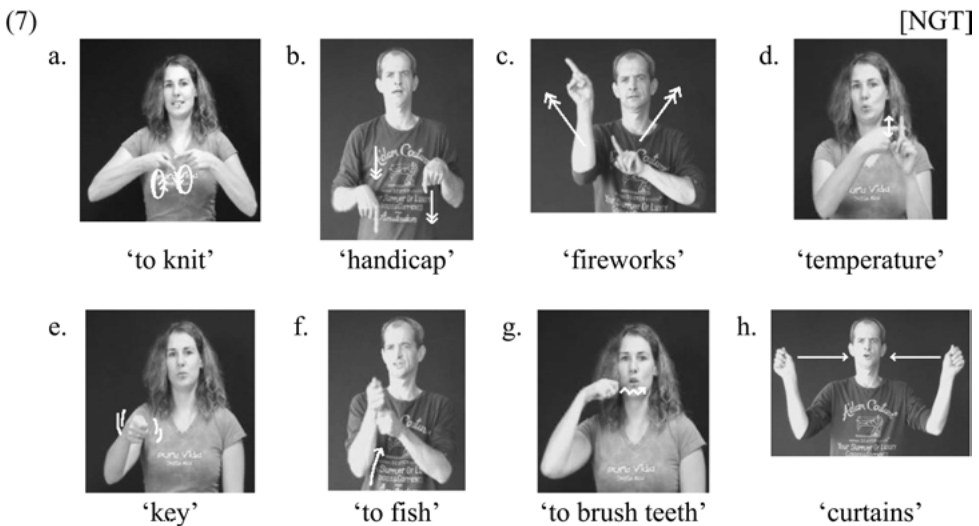 (7) [NGT]
a. b. c. d.
'to knit' 'handicap' 'fireworks' 'temperature'
e. f. g. h.
'key' 'to fish' 'to brush teeth' 'curtains'